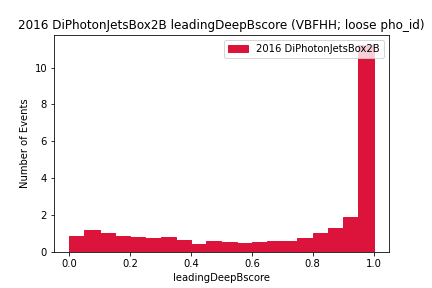 2016 DiPhotonJetsBox2B leadingDeepBscore (VBFHH; loose pho_id)
2016 DiPhotonJetsBox2B
Number of Events
10
8
6
4
2
0
0.0 0.2 0.4 0.6 0.8 1.0
leadingDeepBscore